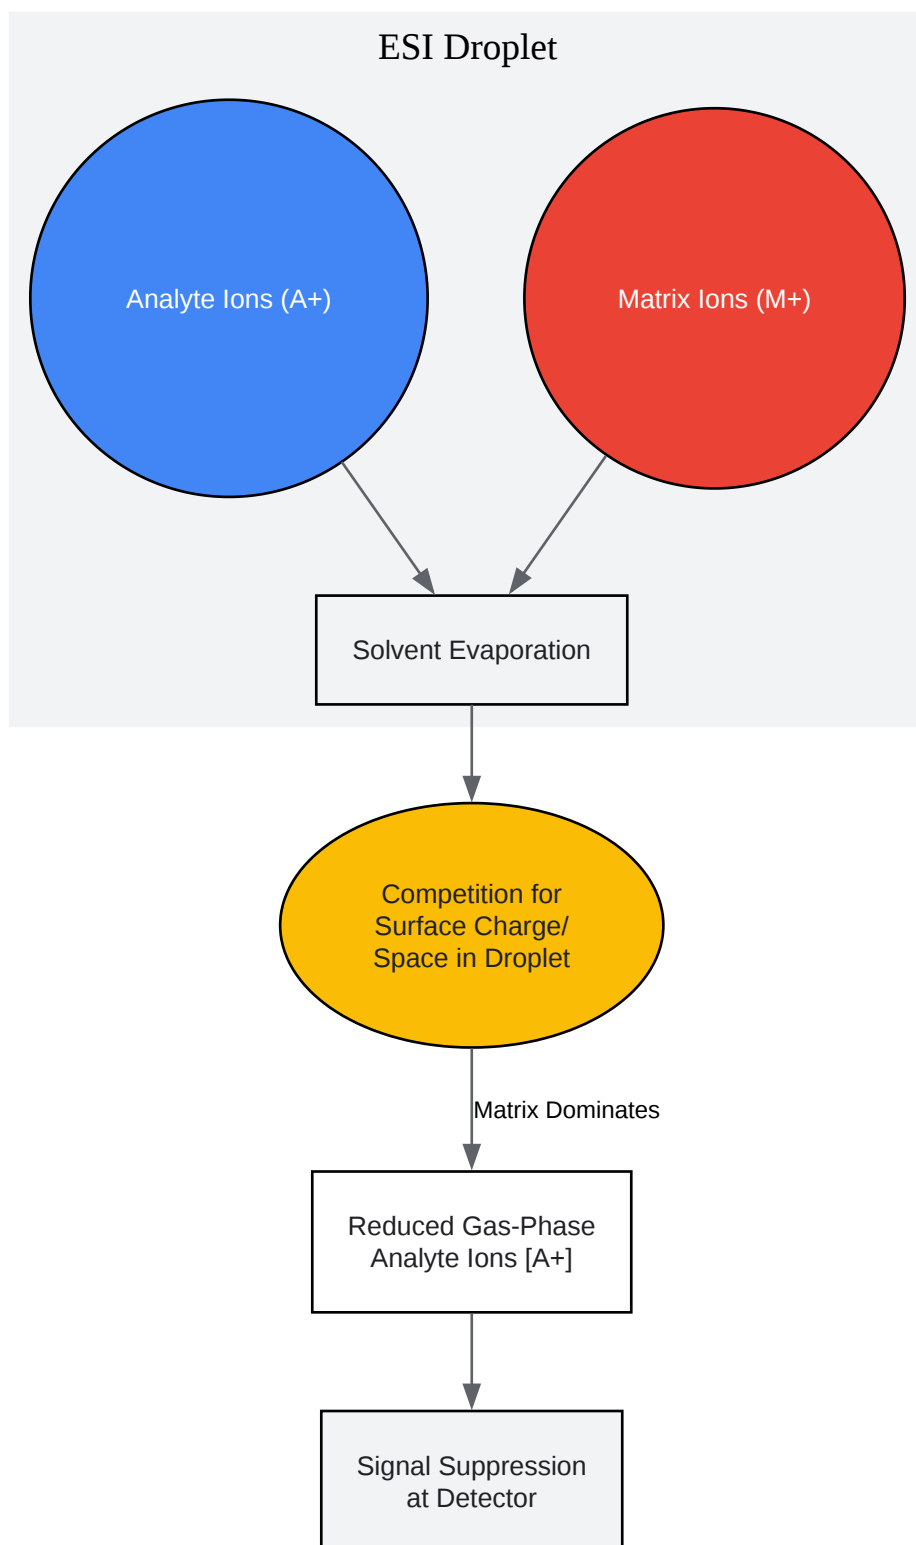 ESI Droplet
Analyte Ions (A+)
Matrix Ions (M+)
Solvent Evaporation
Competition for
Surface Charge/
Space in Droplet
Matrix Dominates
Reduced Gas-Phase
Analyte Ions [A+]
Signal Suppression
at Detector